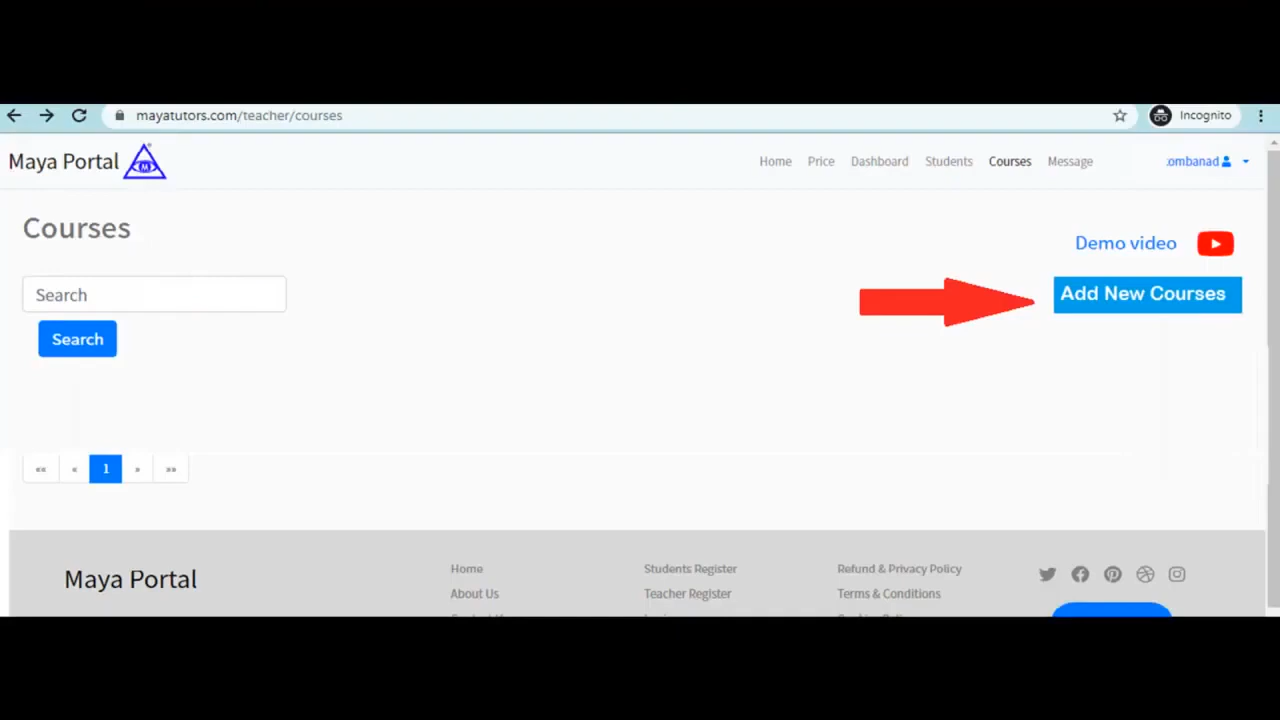 mayatutors.com/teacher/courses
Incognito
Maya Portal M
Home Price Dashboard Students Courses Message ombanad
Courses
Demo video
Search
Add New Courses
Search
«« « 1 » »»
Maya Portal
Home
About Us
Students Register
Teacher Register
Refund & Privacy Policy
Terms & Conditions